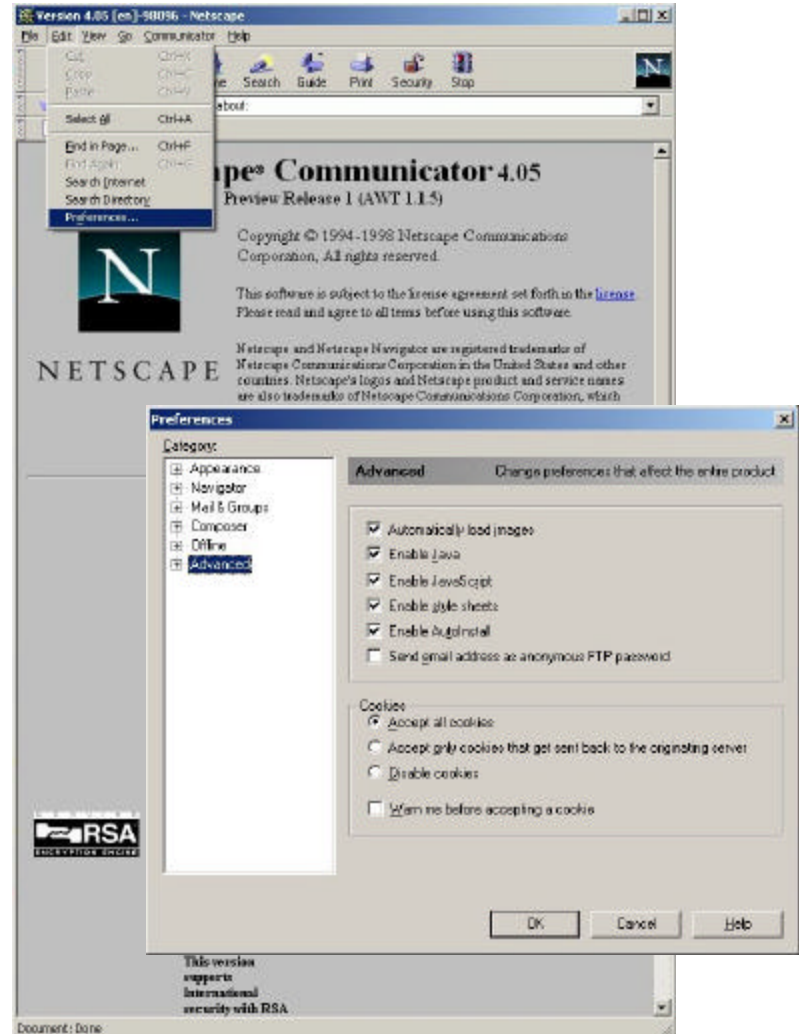 Version 4.05 [en]-98096 - Netscape
File Edit View Go Communicator Help
Cut Ctrl+X
Copy Ctrl+C
Paste Ctrl+V
Select All Ctrl+A
Find in Page... Ctrl+F
Find Again Ctrl+G
Search Internet
Search Directory
Preferences...
Search Guide Print Security Stop
about:
pe® Communicator 4.05
Preview Release 1 (AWT 1.1.5)
Copyright © 1994-1998 Netscape Communications
Corporation, All rights reserved.
This software is subject to the license agreement set forth in the license.
Please read and agree to all terms before using this software.
N
NETSCAPE
Netscape and Netscape Navigator are registered trademarks of
Netscape Communications Corporation in the United States and other
countries. Netscape's logos and Netscape product and service names
are also trademarks of Netscape Communications Corporation, which
Preferences
Category:
Appearance
Navigator
Mail & Groups
Composer
Offline
Advanced
Advanced Change preferences that affect the entire product
Automatically load images
Enable Java
Enable JavaScript
Enable style sheets
Enable AutoInstall
Send email address as anonymous FTP password
Cookies
Accept all cookies
Accept only cookies that get sent back to the originating server
Disable cookies
Warn me before accepting a cookie
OK Cancel Help
RSA
ENCRYPTION ENGINE
This version
supports
International
security with RSA
Document: Done